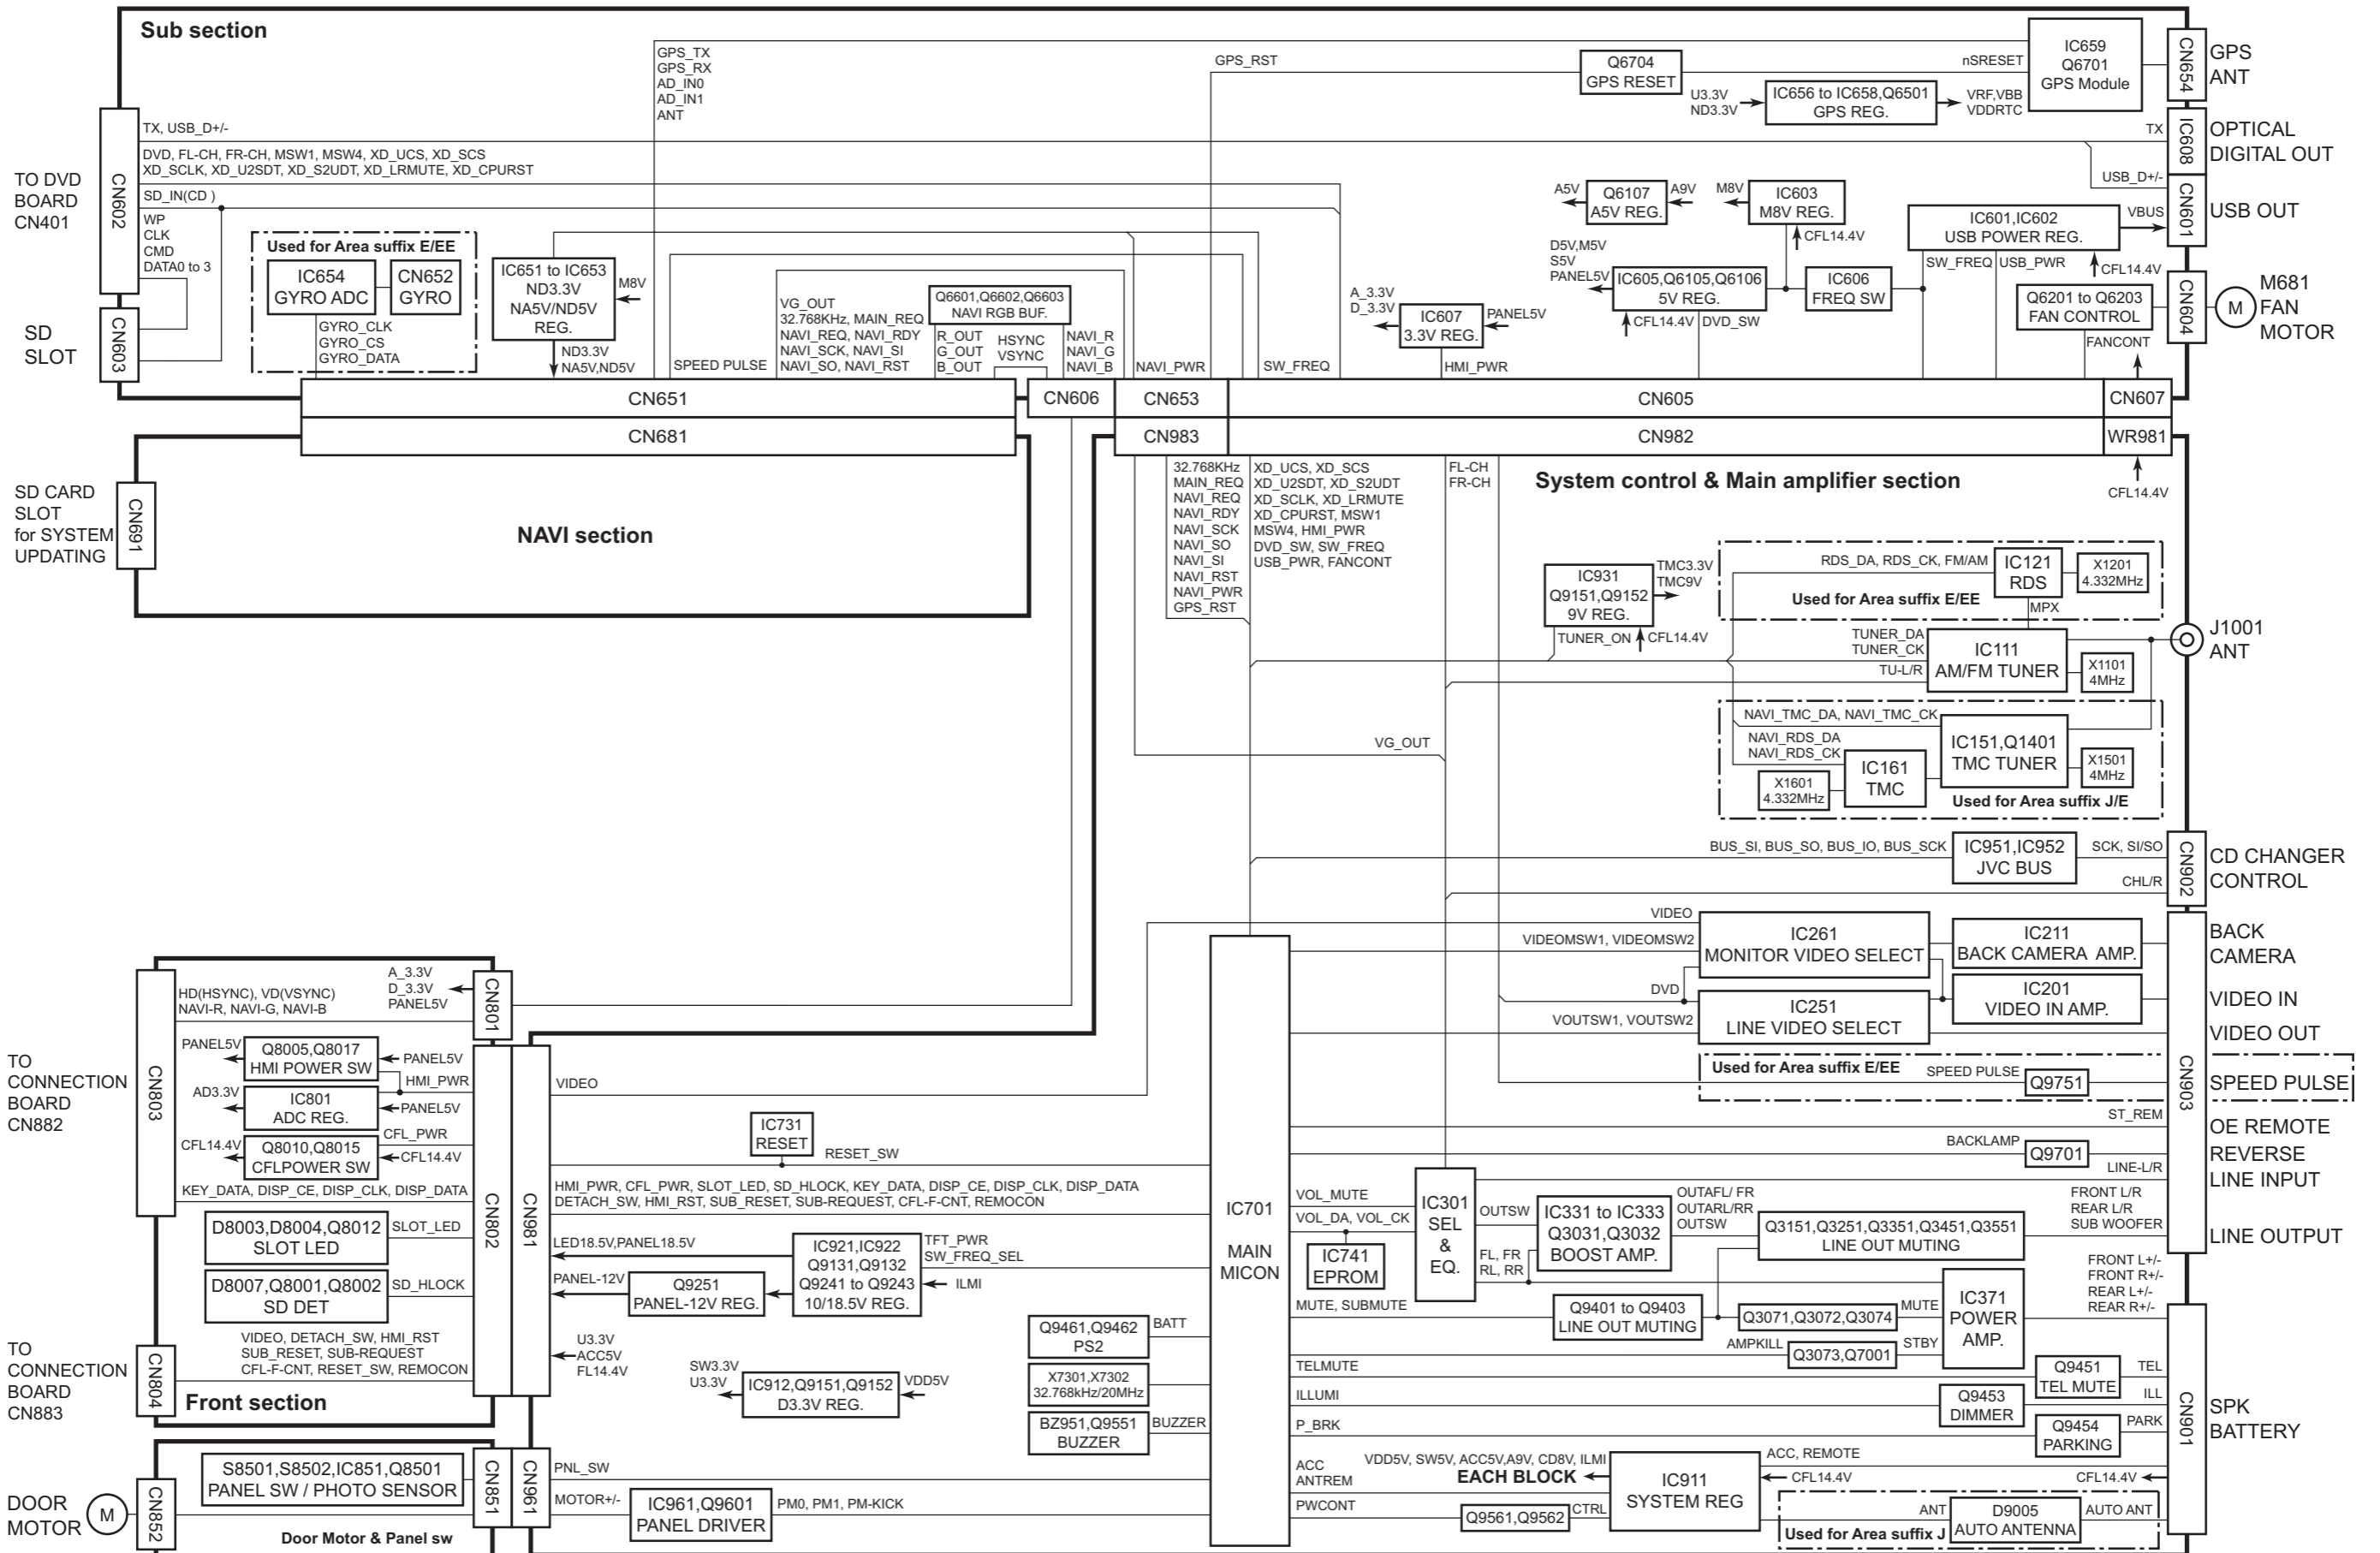 Sub section
GPS_TX
GPS_RX
AD_IN0
AD_IN1
ANT
GPS_RST
Q6704
GPS RESET
nSRESET
IC659
Q6701
GPS Module
CN654
GPS
ANT
U3.3V
ND3.3V
IC656 to IC658,Q6501
GPS REG.
VRF,VBB
VDDRTC
TO DVD
BOARD
CN401
CN602
TX, USB_D+/-
DVD, FL-CH, FR-CH, MSW1, MSW4, XD_UCS, XD_SCS
XD_SCLK, XD_U2SDT, XD_S2UDT, XD_LRMUTE, XD_CPURST
SD_IN(CD )
WP
CLK
CMD
DATA0 to 3
TX
IC608
OPTICAL
DIGITAL OUT
USB_D+/-
CN601
USB OUT
VBUS
A5V
Q6107
A5V REG.
A9V
M8V
IC603
M8V REG.
CFL14.4V
IC601,IC602
USB POWER REG.
SW_FREQ
USB_PWR
CFL14.4V
Used for Area suffix E/EE
IC654
GYRO ADC
CN652
GYRO
GYRO_CLK
GYRO_CS
GYRO_DATA
IC651 to IC653
ND3.3V
NA5V/ND5V
REG.
M8V
ND3.3V
NA5V,ND5V
SPEED PULSE
VG_OUT
32.768KHz, MAIN_REQ
NAVI_REQ, NAVI_RDY
NAVI_SCK, NAVI_SI
NAVI_SO, NAVI_RST
Q6601,Q6602,Q6603
NAVI RGB BUF.
R_OUT
G_OUT
B_OUT
HSYNC
VSYNC
NAVI_R
NAVI_G
NAVI_B
NAVI_PWR
SW_FREQ
A_3.3V
D_3.3V
IC607
3.3V REG.
PANEL5V
HMI_PWR
D5V,M5V
S5V
PANEL5V
IC605,Q6105,Q6106
5V REG.
CFL14.4V
DVD_SW
IC606
FREQ SW
Q6201 to Q6203
FAN CONTROL
FANCONT
CN604
M
M681
FAN
MOTOR
SD
SLOT
CN603
CN651
CN606
CN653
CN605
CN607
CN681
CN983
CN982
WR981
CFL14.4V
SD CARD
SLOT
for SYSTEM
UPDATING
CN691
NAVI section
32.768KHz
MAIN_REQ
NAVI_REQ
NAVI_RDY
NAVI_SCK
NAVI_SO
NAVI_SI
NAVI_RST
NAVI_PWR
GPS_RST
XD_UCS, XD_SCS
XD_U2SDT, XD_S2UDT
XD_SCLK, XD_LRMUTE
XD_CPURST, MSW1
MSW4, HMI_PWR
DVD_SW, SW_FREQ
USB_PWR, FANCONT
FL-CH
FR-CH
System control & Main amplifier section
IC931
Q9151,Q9152
9V REG.
TMC3.3V
TMC9V
TUNER_ON
CFL14.4V
RDS_DA, RDS_CK, FM/AM
IC121
RDS
X1201
4.332MHz
Used for Area suffix E/EE
MPX
TUNER_DA
TUNER_CK
TU-L/R
IC111
AM/FM TUNER
X1101
4MHz
J1001
ANT
NAVI_TMC_DA, NAVI_TMC_CK
NAVI_RDS_DA
NAVI_RDS_CK
IC151,Q1401
TMC TUNER
X1501
4MHz
IC161
TMC
X1601
4.332MHz
Used for Area suffix J/E
VG_OUT
BUS_SI, BUS_SO, BUS_IO, BUS_SCK
IC951,IC952
JVC BUS
SCK, SI/SO
CHL/R
CN902
CD CHANGER
CONTROL
VIDEO
VIDEOMSW1, VIDEOMSW2
IC261
MONITOR VIDEO SELECT
IC211
BACK CAMERA  AMP.
BACK
CAMERA
DVD
VOUTSW1, VOUTSW2
IC251
LINE VIDEO SELECT
IC201
VIDEO IN AMP.
VIDEO IN
VIDEO OUT
CN903
Used for Area suffix E/EE
SPEED PULSE
Q9751
SPEED PULSE
ST_REM
OE REMOTE
BACKLAMP
Q9701
REVERSE
LINE-L/R
LINE INPUT
CN803
HD(HSYNC), VD(VSYNC)
NAVI-R, NAVI-G, NAVI-B
A_3.3V
D_3.3V
PANEL5V
CN801
TO
CONNECTION
BOARD
CN882
PANEL5V
Q8005,Q8017
HMI POWER SW
PANEL5V
HMI_PWR
AD3.3V
IC801
ADC REG.
PANEL5V
CFL14.4V
Q8010,Q8015
CFLPOWER SW
CFL_PWR
CFL14.4V
KEY_DATA, DISP_CE, DISP_CLK, DISP_DATA
D8003,D8004,Q8012
SLOT LED
SLOT_LED
D8007,Q8001,Q8002
SD DET
SD_HLOCK
VIDEO, DETACH_SW, HMI_RST
SUB_RESET, SUB-REQUEST
CFL-F-CNT, RESET_SW, REMOCON
TO
CONNECTION
BOARD
CN883
CN804
Front section
CN802
CN981
VIDEO
IC731
RESET
RESET_SW
HMI_PWR, CFL_PWR, SLOT_LED, SD_HLOCK, KEY_DATA, DISP_CE, DISP_CLK, DISP_DATA
DETACH_SW, HMI_RST, SUB_RESET, SUB-REQUEST, CFL-F-CNT, REMOCON
LED18.5V,PANEL18.5V
IC921,IC922
Q9131,Q9132
Q9241 to Q9243
10/18.5V REG.
TFT_PWR
SW_FREQ_SEL
ILMI
PANEL-12V
Q9251
PANEL-12V REG.
U3.3V
ACC5V
FL14.4V
SW3.3V
U3.3V
IC912,Q9151,Q9152
D3.3V REG.
VDD5V
Q9461,Q9462
PS2
BATT
X7301,X7302
32.768kHz/20MHz
BZ951,Q9551
BUZZER
BUZZER
IC701
MAIN
MICON
VOL_MUTE
VOL_DA, VOL_CK
IC741
EPROM
IC301
SEL
&
EQ.
OUTSW
FL, FR
RL, RR
IC331 to IC333
Q3031,Q3032
BOOST AMP.
OUTAFL/ FR
OUTARL/RR
OUTSW
Q3151,Q3251,Q3351,Q3451,Q3551
LINE OUT MUTING
FRONT L/R
REAR L/R
SUB WOOFER
LINE OUTPUT
MUTE, SUBMUTE
Q9401 to Q9403
LINE OUT MUTING
Q3071,Q3072,Q3074
MUTE
IC371
POWER
AMP.
FRONT L+/-
FRONT R+/-
REAR L+/-
REAR R+/-
AMPKILL
Q3073,Q7001
STBY
TELMUTE
Q9451
TEL MUTE
TEL
ILLUMI
Q9453
DIMMER
ILL
P_BRK
Q9454
PARKING
PARK
CN901
SPK
BATTERY
ACC
ANTREM
VDD5V, SW5V, ACC5V,A9V, CD8V, ILMI
EACH BLOCK
IC911
SYSTEM REG
ACC, REMOTE
CFL14.4V
CFL14.4V
PWCONT
Q9561,Q9562
CTRL
ANT
D9005
AUTO ANTENNA
AUTO ANT
Used for Area suffix J
DOOR
MOTOR
M
CN852
S8501,S8502,IC851,Q8501
PANEL SW / PHOTO SENSOR
CN851
CN961
PNL_SW
MOTOR+/-
IC961,Q9601
PANEL DRIVER
PM0, PM1, PM-KICK
Door Motor & Panel sw